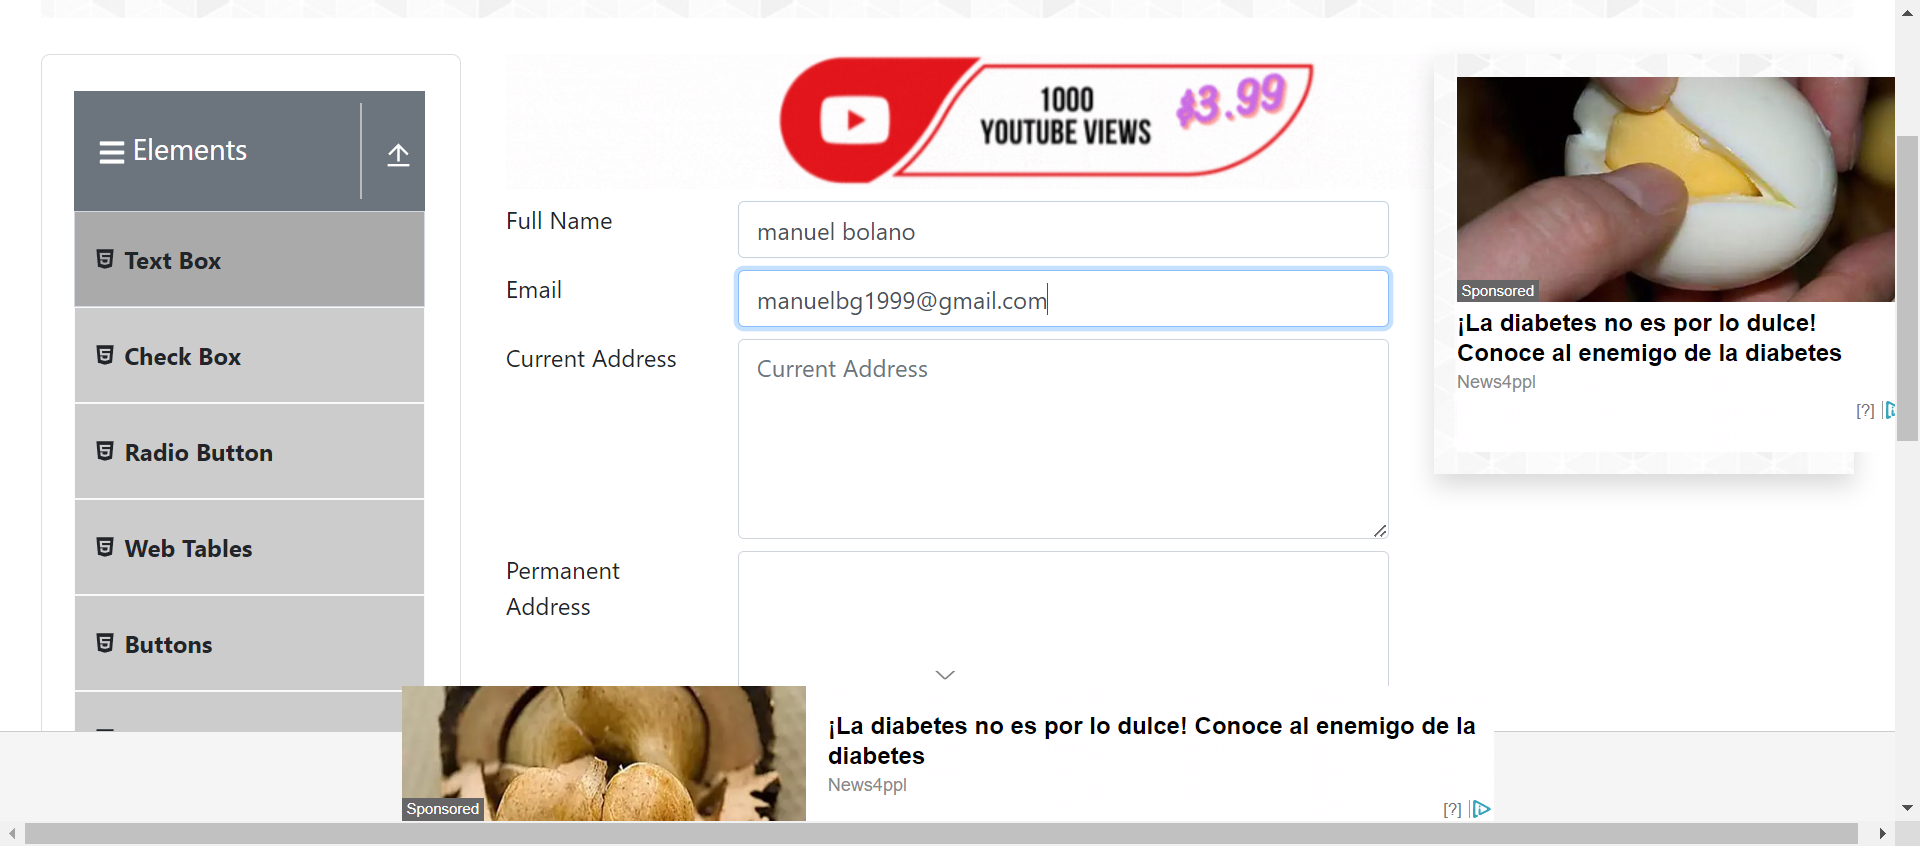 Elements
Text Box
Check Box
Radio Button
Web Tables
Buttons
1000
YOUTUBE VIEWS
$3.99
Full Name
manuel bolano
Email
manuelbg1999@gmail.com
Current Address
Current Address
Permanent
Address
Sponsored
¡La diabetes no es por lo dulce!
Conoce al enemigo de la diabetes
News4ppl
[?]
Sponsored
¡La diabetes no es por lo dulce! Conoce al enemigo de la
diabetes
News4ppl
[?]